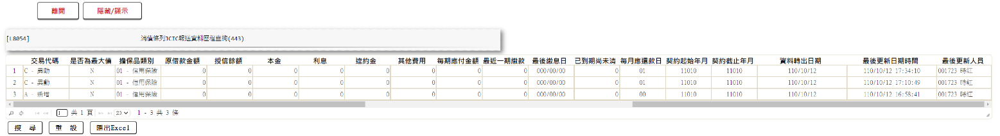 離開 隱藏/顯示
[L8054] 消債條列JCIC報送資料歷程查詢(443)
交易代碼 是否為最大債 擔保品類別 原借款金額 授信餘額 本金 利息 違約金 其他費用 每期應付金額 最近一期繳款 最後繳息日 已到期尚未清 每月應還款日 契約起始年月 契約截止年月 資料轉出日期 最後更新日期時間 最後更新人員
1 C - 異動 N 01 - 信用保險 0 0 0 0 0 0 0 0 000/00/00 0 01 11010 11010 110/10/12 110/10/12 17:34:10 001723 時紅
2 C - 異動 N 01 - 信用保險 0 0 0 0 0 0 0 0 000/00/00 0 01 11010 11010 110/10/12 110/10/12 17:10:49 001723 時紅
3 A - 新增 N 01 - 信用保險 0 0 0 0 0 0 0 0 000/00/00 0 00 11010 11010 110/10/12 110/10/12 16:58:41 001723 時紅
1 共 1 頁 20 1 - 3 共 3 條
搜 尋 重 設 匯出Excel